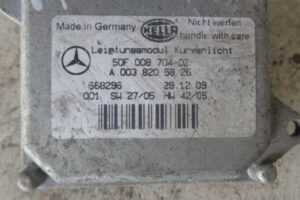 Made in Germany HELLA Nicht werfen
handle with care
Leistungsmodul Kurvenlicht
5DF 008 704-02
A 003 820 58 26
668296 29.12.09
Q01 SW 27/05 HW 42/05